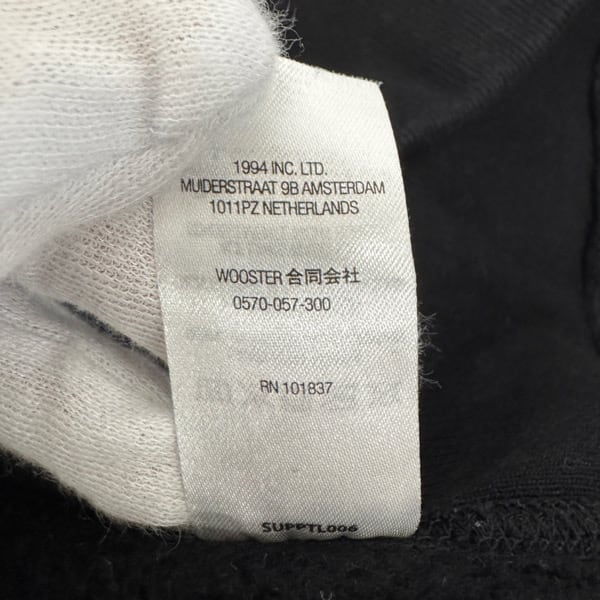 1994 INC. LTD.
MUIDERSTRAAT 9B AMSTERDAM
1011PZ NETHERLANDS
WOOSTER 合同会社
0570-057-300
RN 101837
SUPPTL006